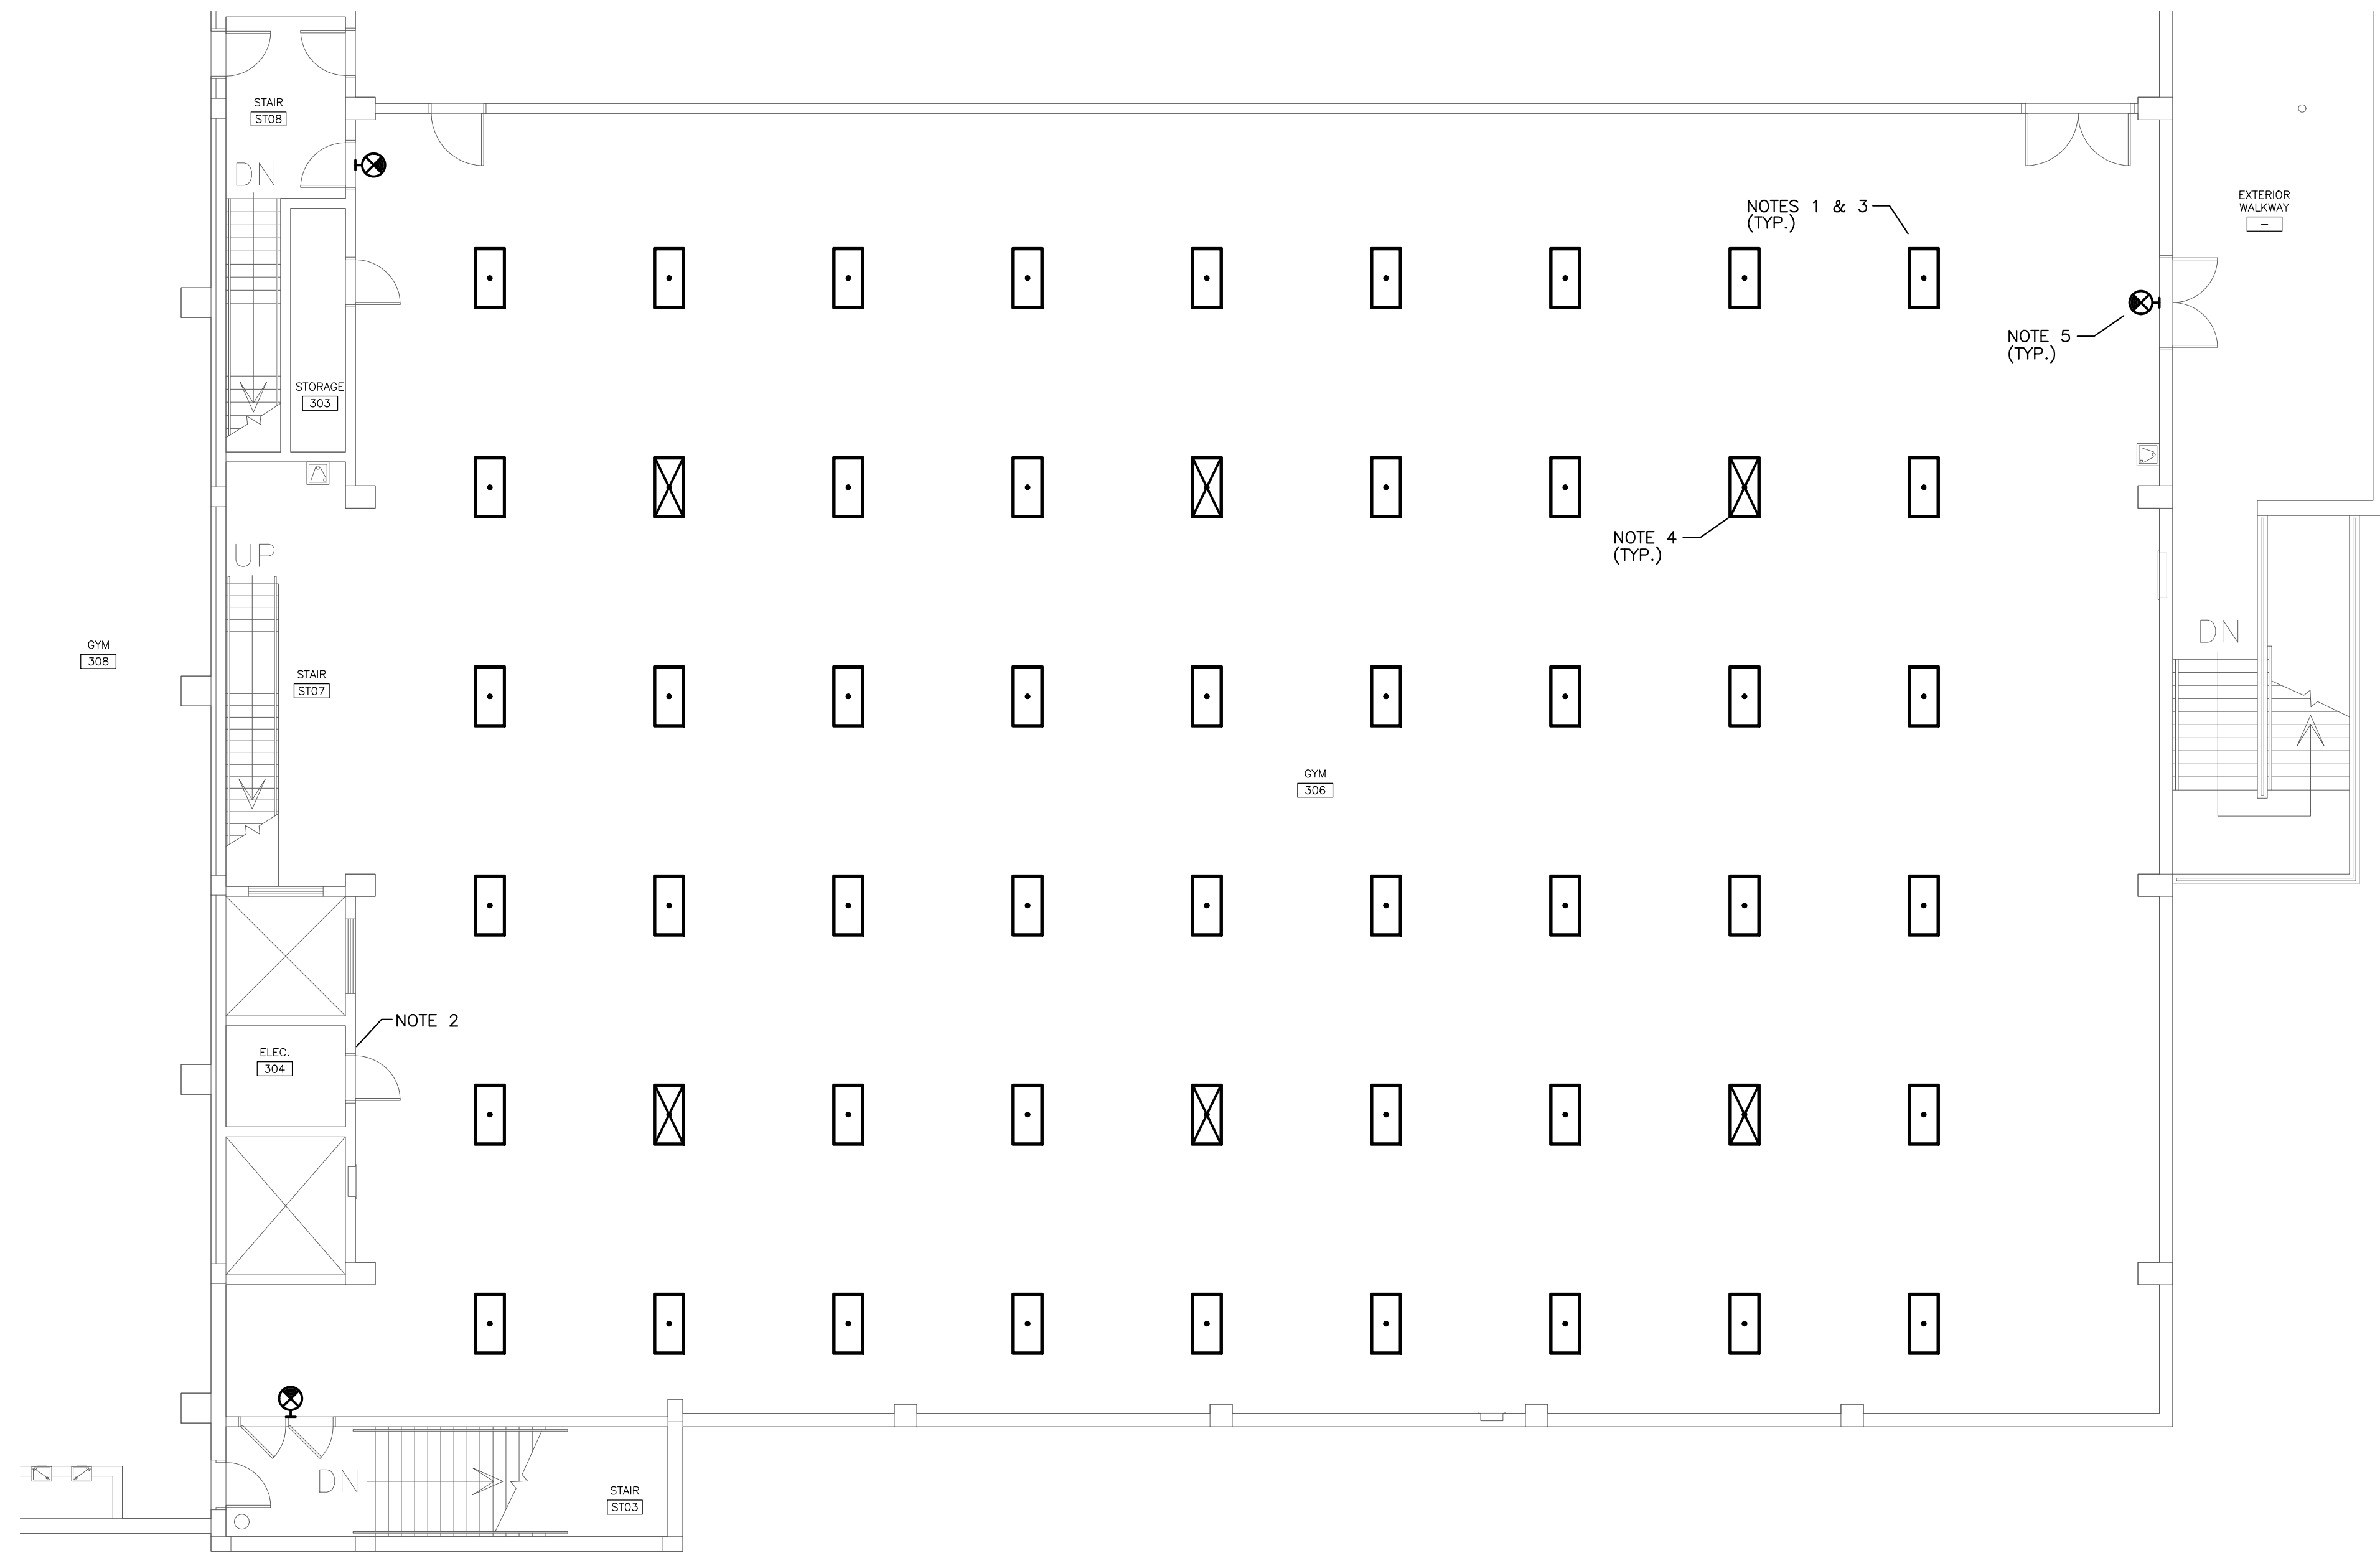 STAIR
ST08
DN
EXTERIOR
WALKWAY
-
NOTES 1 & 3
(TYP.)
NOTE 5
(TYP.)
STORAGE
303
NOTE 4
(TYP.)
UP
GYM
308
STAIR
ST07
DN
GYM
306
NOTE 2
ELEC.
304
DN
STAIR
ST03